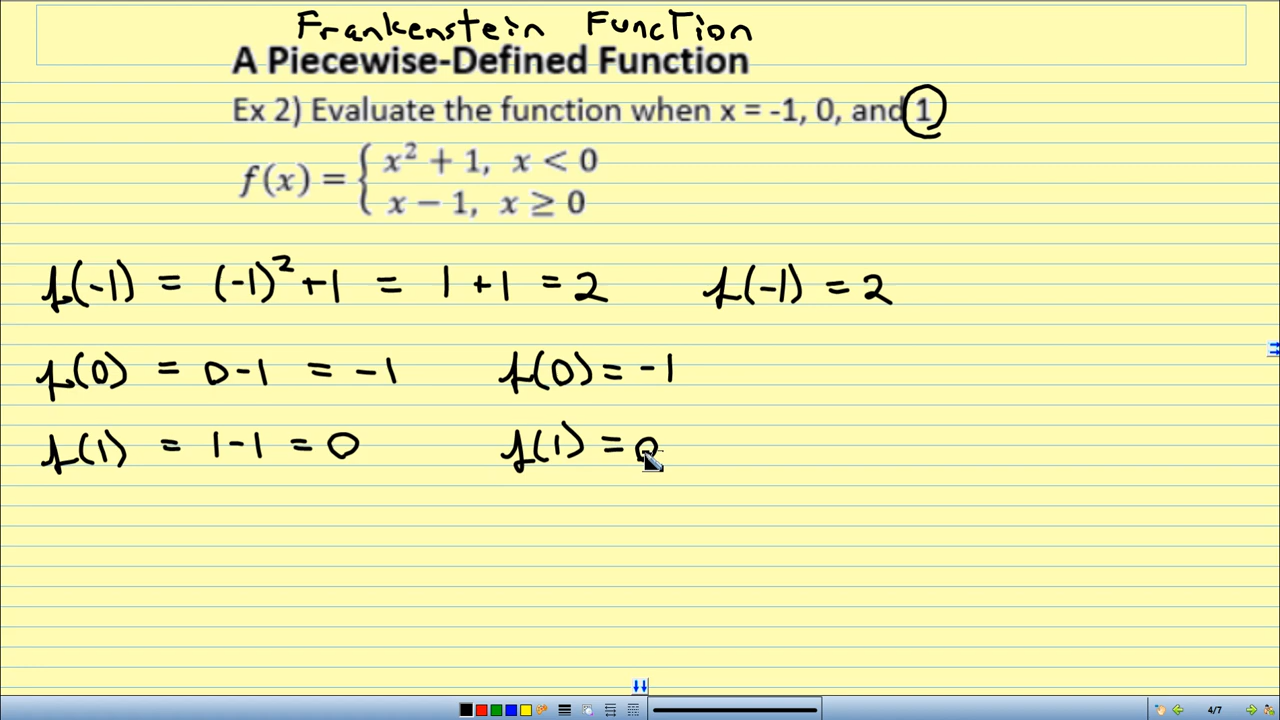 Frankenstein Function
A Piecewise-Defined Function
Ex 2) Evaluate the function when x = -1, 0, and 1
f(x) = { x² + 1, x < 0
x − 1, x ≥ 0
f(-1) = (-1)² + 1 = 1 + 1 = 2 f(-1) = 2
f(0) = 0 - 1 = -1 f(0) = -1
f(1) = 1 - 1 = 0 f(1) = 0
4/7